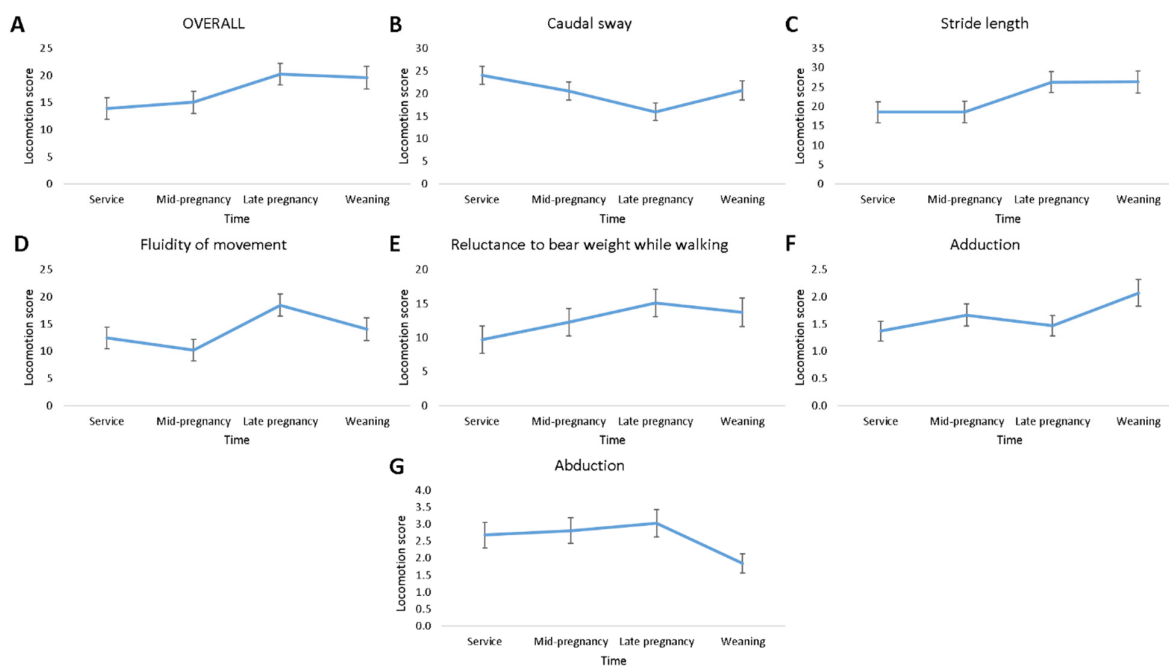 A
OVERALL
Locomotion score
25
20
15
10
5
0
Service
Mid-pregnancy
Late pregnancy
Weaning
Time
B
Caudal sway
Locomotion score
30
25
20
15
10
5
0
Service
Mid-pregnancy
Late pregnancy
Weaning
Time
C
Stride length
Locomotion score
35
30
25
20
15
10
5
0
Service
Mid-pregnancy
Late pregnancy
Weaning
Time
D
Fluidity of movement
Locomotion score
25
20
15
10
5
0
Service
Mid-pregnancy
Late pregnancy
Weaning
Time
E
Reluctance to bear weight while walking
Locomotion score
20
15
10
5
0
Service
Mid-pregnancy
Late pregnancy
Weaning
Time
F
Adduction
Locomotion score
2.5
2.0
1.5
1.0
0.5
0.0
Service
Mid-pregnancy
Late pregnancy
Weaning
Time
G
Abduction
Locomotion score
4.0
3.5
3.0
2.5
2.0
1.5
1.0
0.5
0.0
Service
Mid-pregnancy
Late pregnancy
Weaning
Time